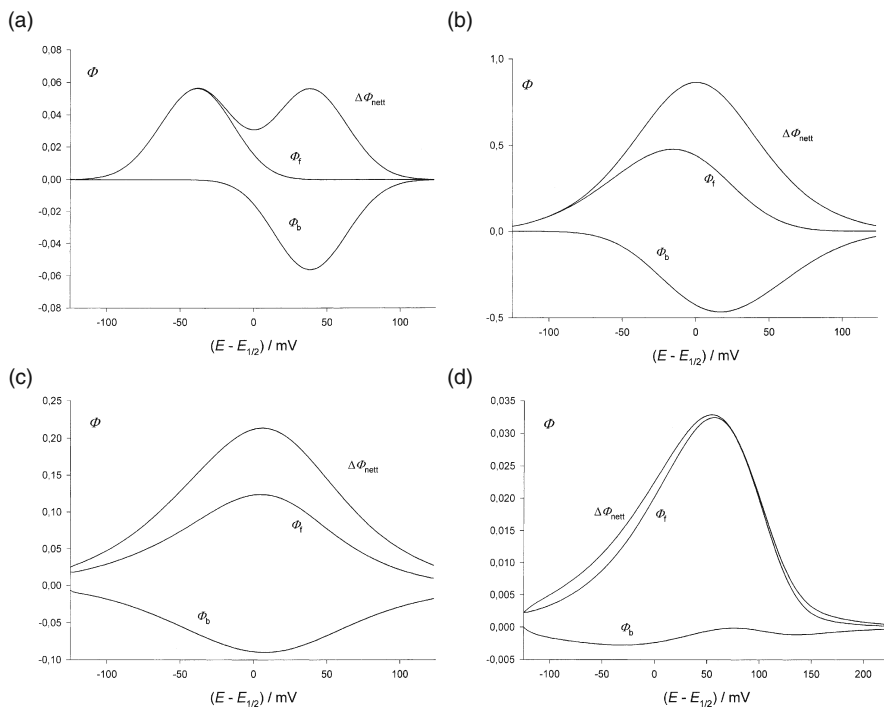 (a)
0,08
0,06
0,04
0,02
0,00
-0,02
-0,04
-0,06
-0,08
Φ
ΔΦnett
Φf
Φb
-100 -50 0 50 100
(E - E1/2) / mV
(b)
1,0
0,5
0,0
-0,5
Φ
ΔΦnett
Φf
Φb
-100 -50 0 50 100
(E - E1/2) / mV
(c)
0,25
0,20
0,15
0,10
0,05
0,00
-0,05
-0,10
Φ
ΔΦnett
Φf
Φb
-100 -50 0 50 100
(E - E1/2) / mV
(d)
0,035
0,030
0,025
0,020
0,015
0,010
0,005
0,000
-0,005
Φ
ΔΦnett
Φf
Φb
-100 -50 0 50 100 150 200
(E - E1/2) / mV